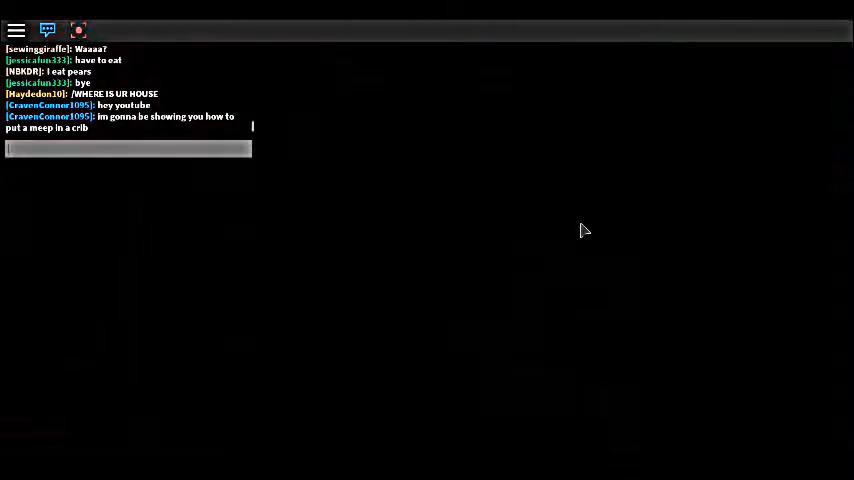 [sewinggiraffe]: Waaaa?
[jessicafun333]: have to eat
[NBKDR]: I eat pears
[jessicafun333]: bye
[Haydedon10]: /WHERE IS UR HOUSE
[CravenConnor1095]: hey youtube
[CravenConnor1095]: im gonna be showing you how to
put a meep in a crib